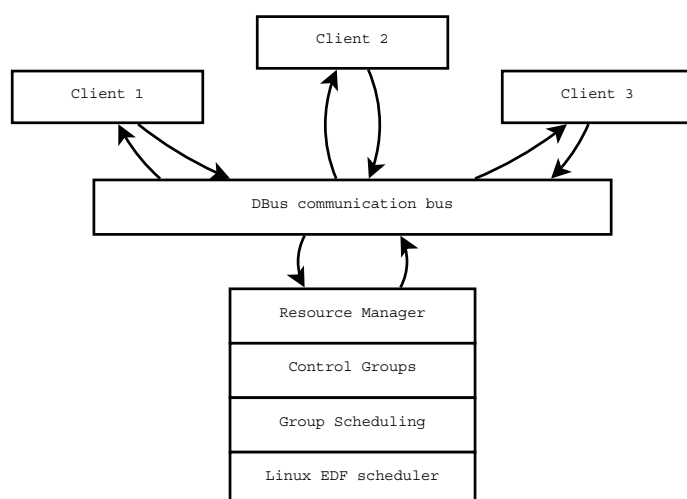 Client 2
Client 1
Client 3
DBus communication bus
Resource Manager
Control Groups
Group Scheduling
Linux EDF scheduler